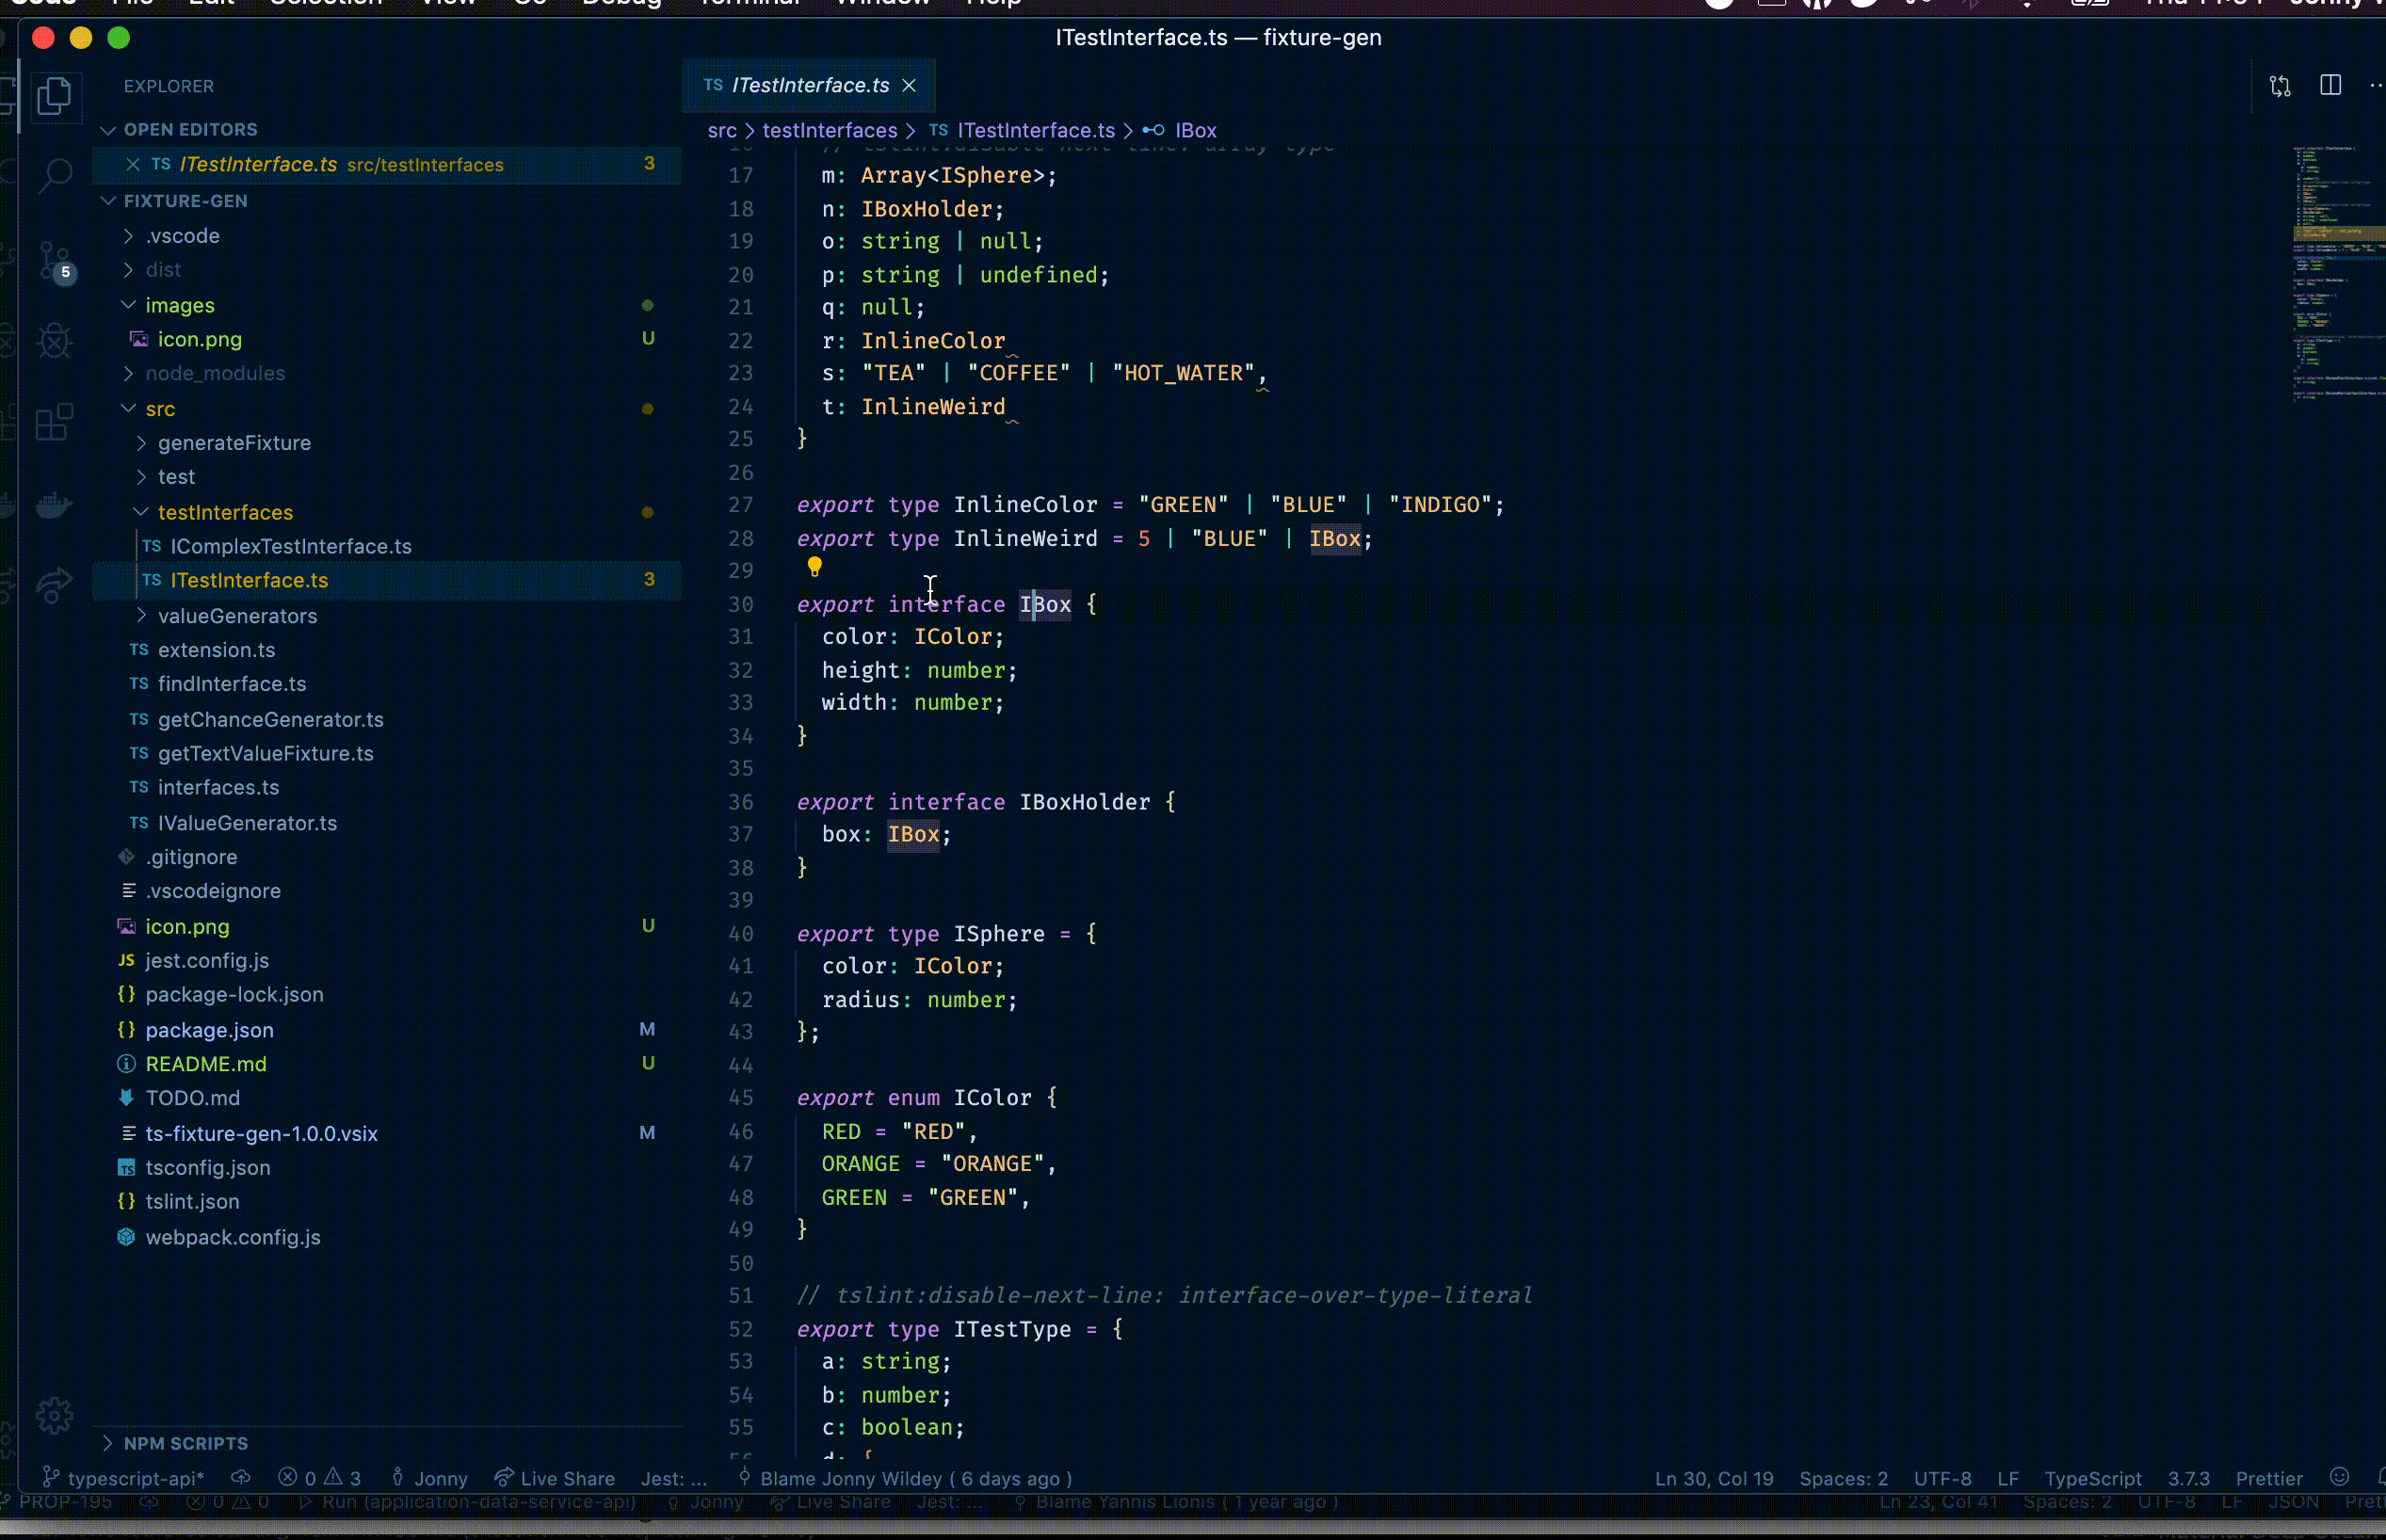 ITestInterface.ts — fixture-gen
EXPLORER
OPEN EDITORS
TS ITestInterface.ts src/testInterfaces 3
FIXTURE-GEN
.vscode
5
dist
images
icon.png U
node_modules
src
generateFixture
test
testInterfaces
TS IComplexTestInterface.ts
TS ITestInterface.ts 3
valueGenerators
TS extension.ts
TS findInterface.ts
TS getChanceGenerator.ts
TS getTextValueFixture.ts
TS interfaces.ts
TS IValueGenerator.ts
.gitignore
.vscodeignore
icon.png U
JS jest.config.js
{} package-lock.json
{} package.json M
README.md U
TODO.md
ts-fixture-gen-1.0.0.vsix M
TS tsconfig.json
{} tslint.json
webpack.config.js
NPM SCRIPTS
TS ITestInterface.ts
src > testInterfaces > TS ITestInterface.ts > IBox
17 m: Array<ISphere>;
18 n: IBoxHolder;
19 o: string | null;
20 p: string | undefined;
21 q: null;
22 r: InlineColor
23 s: "TEA" | "COFFEE" | "HOT_WATER",
24 t: InlineWeird
25 }
26
27 export type InlineColor = "GREEN" | "BLUE" | "INDIGO";
28 export type InlineWeird = 5 | "BLUE" | IBox;
29
30 export interface IBox {
31 color: IColor;
32 height: number;
33 width: number;
34 }
35
36 export interface IBoxHolder {
37 box: IBox;
38 }
39
40 export type ISphere = {
41 color: IColor;
42 radius: number;
43 };
44
45 export enum IColor {
46 RED = "RED",
47 ORANGE = "ORANGE",
48 GREEN = "GREEN",
49 }
50
51 // tslint:disable-next-line: interface-over-type-literal
52 export type ITestType = {
53 a: string;
54 b: number;
55 c: boolean;
typescript-api* 0 3 Jonny Live Share Jest: ... Blame Jonny Wildey ( 6 days ago ) Ln 30, Col 19 Spaces: 2 UTF-8 LF TypeScript 3.7.3 Prettier
PROP-195 0 0 Run (application-data-service-api) Jonny Live Share Jest: ... Blame Yannis Lionis ( 1 year ago ) Ln 23, Col 41 Spaces: 2 UTF-8 LF JSON